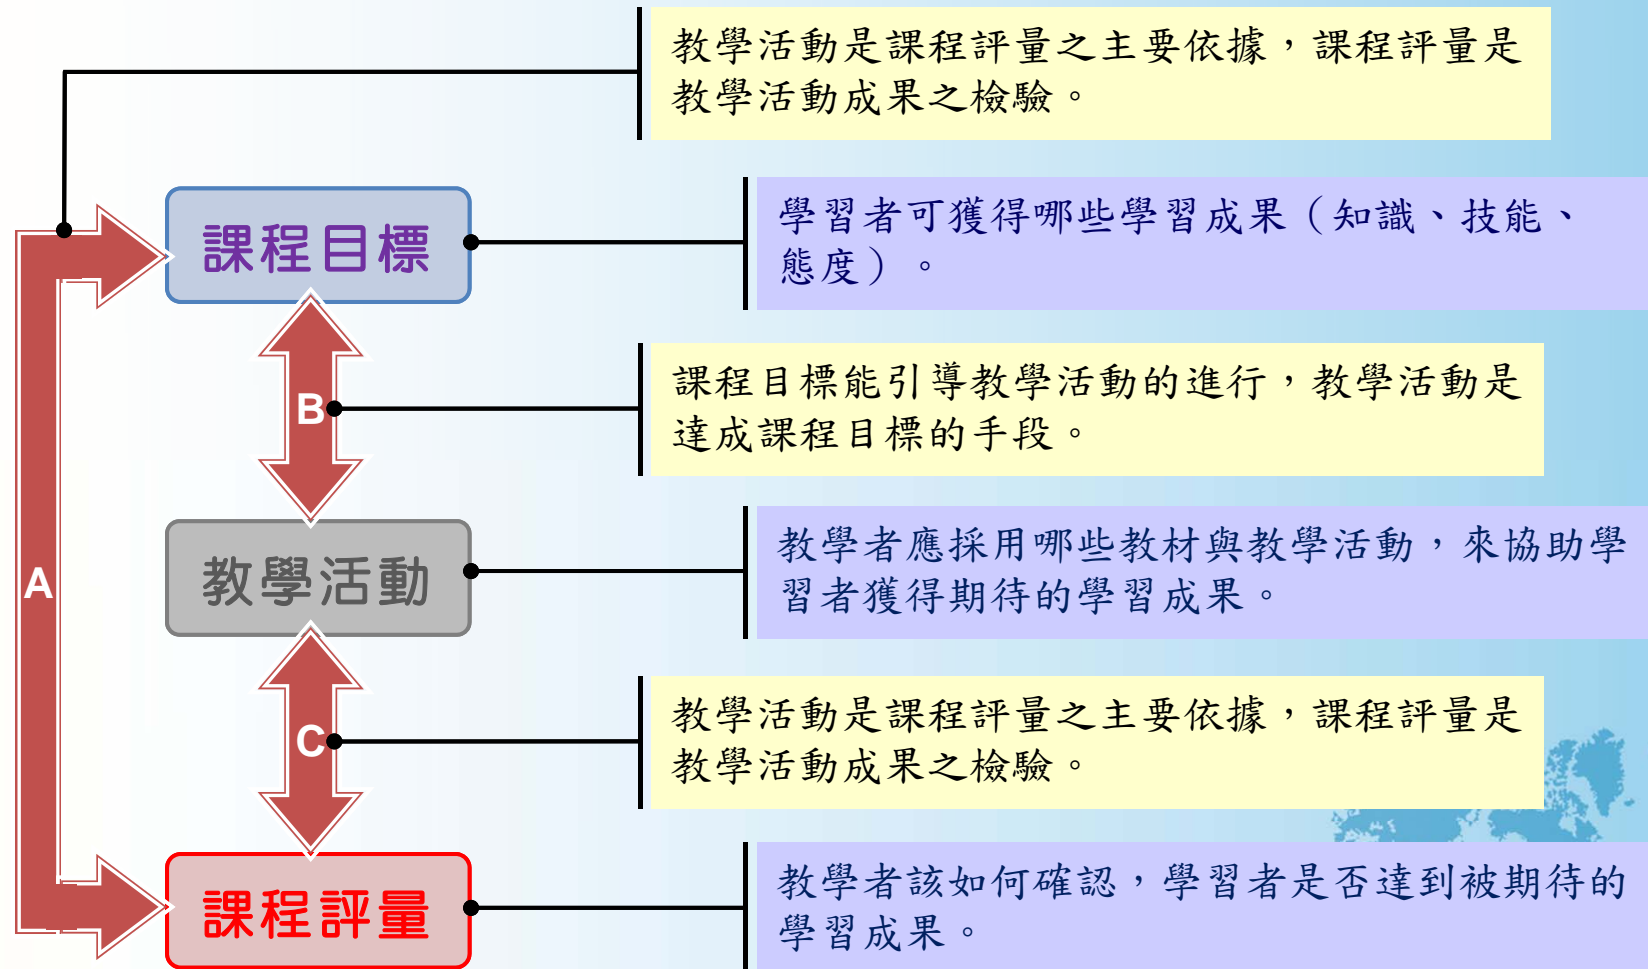 教學活動是課程評量之主要依據，課程評量是
教學活動成果之檢驗。
課程目標
學習者可獲得哪些學習成果（知識、技能、
態度）。
B
課程目標能引導教學活動的進行，教學活動是
達成課程目標的手段。
A
教學活動
教學者應採用哪些教材與教學活動，來協助學
習者獲得期待的學習成果。
C
教學活動是課程評量之主要依據，課程評量是
教學活動成果之檢驗。
課程評量
教學者該如何確認，學習者是否達到被期待的
學習成果。